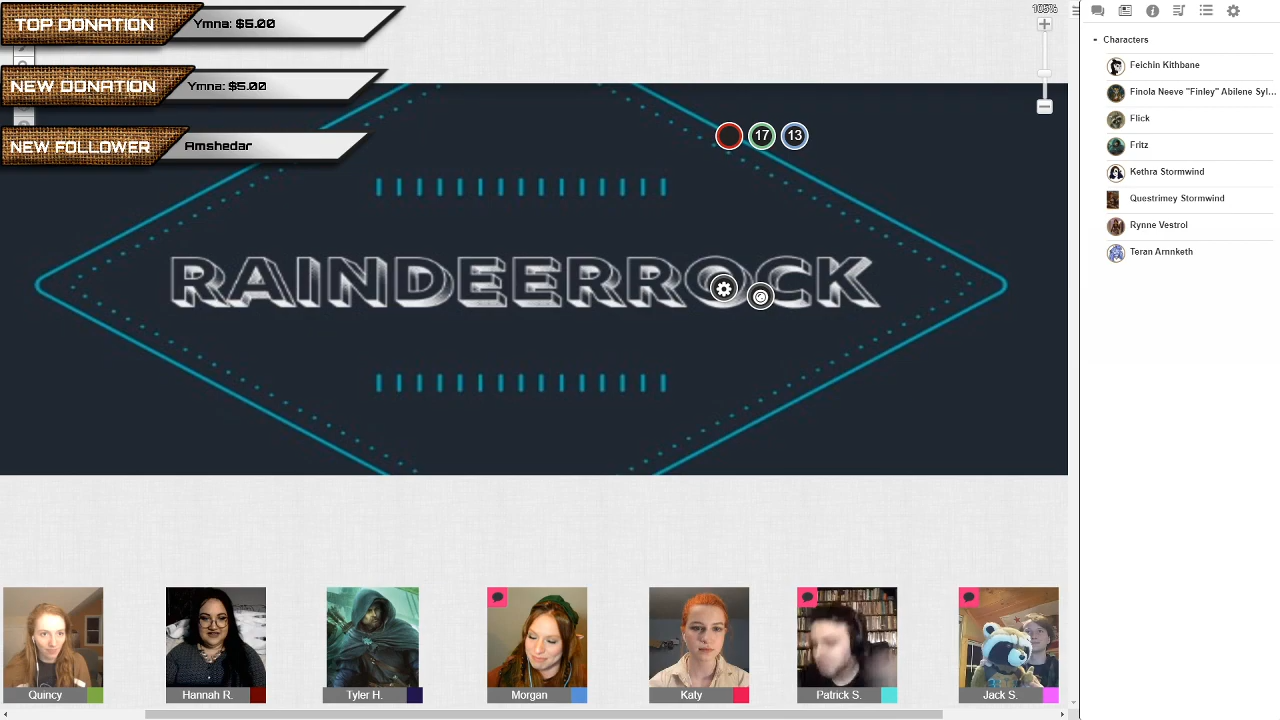 TOP DONATION
Ymna: $5.00
NEW DONATION
Ymna: $5.00
NEW FOLLOWER
Amshedar
105%
17
13
RAINDEERROCK
Characters
Feichin Kithbane
Finola Neeve "Finley" Abilene Syl...
Flick
Fritz
Kethra Stormwind
Questrimey Stormwind
Rynne Vestrol
Teran Arnnketh
Quincy
Hannah R.
Tyler H.
Morgan
Katy
Patrick S.
Jack S.